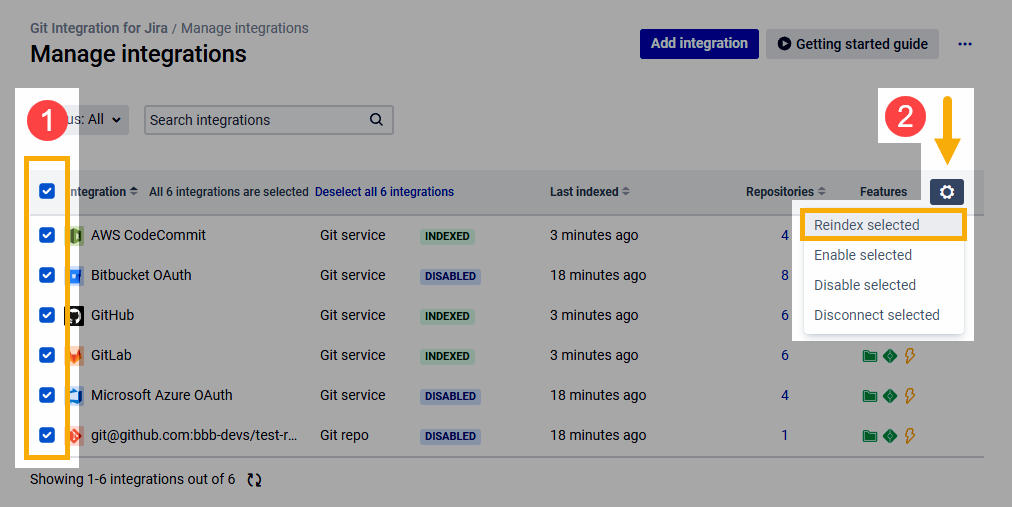 Git Integration for Jira / Manage integrations
Manage integrations
Add integration
Getting started guide
1
us: All
Search integrations
2
ntegration All 6 integrations are selected Deselect all 6 integrations Last indexed Repositories Features
AWS CodeCommit Git service INDEXED 3 minutes ago 4
Bitbucket OAuth Git service DISABLED 18 minutes ago 8
GitHub Git service INDEXED 3 minutes ago 6
GitLab Git service INDEXED 3 minutes ago 6
Microsoft Azure OAuth Git service DISABLED 18 minutes ago 4
git@github.com:bbb-devs/test-r... Git repo DISABLED 18 minutes ago 1
Reindex selected
Enable selected
Disable selected
Disconnect selected
Showing 1-6 integrations out of 6